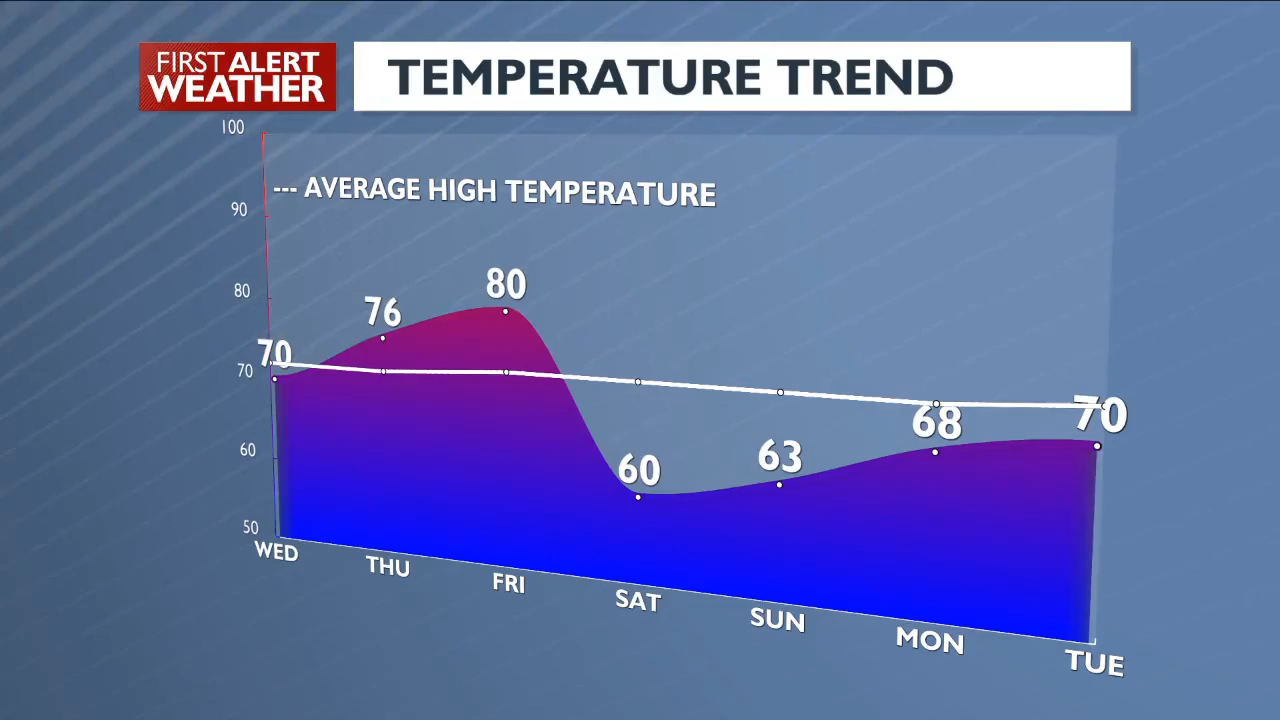 FIRST ALERT
WEATHER
TEMPERATURE TREND
100
--- AVERAGE HIGH TEMPERATURE
90
80
70
60
50
70
76
80
60
63
68
70
WED
THU
FRI
SAT
SUN
MON
TUE